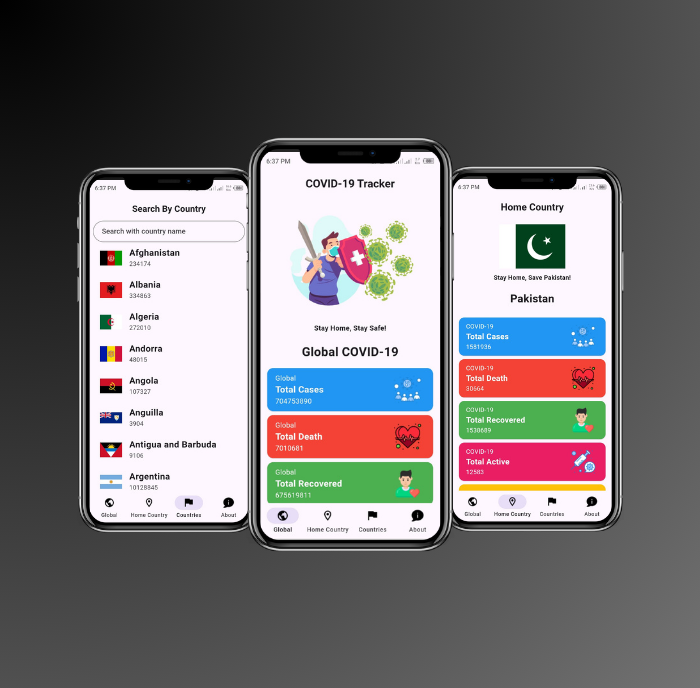 6:37 PM
Search By Country
Search with country name
Afghanistan
234174
Albania
334863
Algeria
272010
Andorra
48015
Angola
107327
Anguilla
3904
Antigua and Barbuda
9106
Argentina
10128845
Global
Home Country
Countries
About
6:37 PM
COVID-19 Tracker
Stay Home, Stay Safe!
Global COVID-19
Global
Total Cases
704753890
Global
Total Death
7010681
Global
Total Recovered
675619811
Global
Home Country
Countries
About
6:37 PM
Home Country
Stay Home, Save Pakistan!
Pakistan
COVID-19
Total Cases
1581936
COVID-19
Total Death
30664
COVID-19
Total Recovered
1538689
COVID-19
Total Active
12583
Global
Home Country
Countries
About